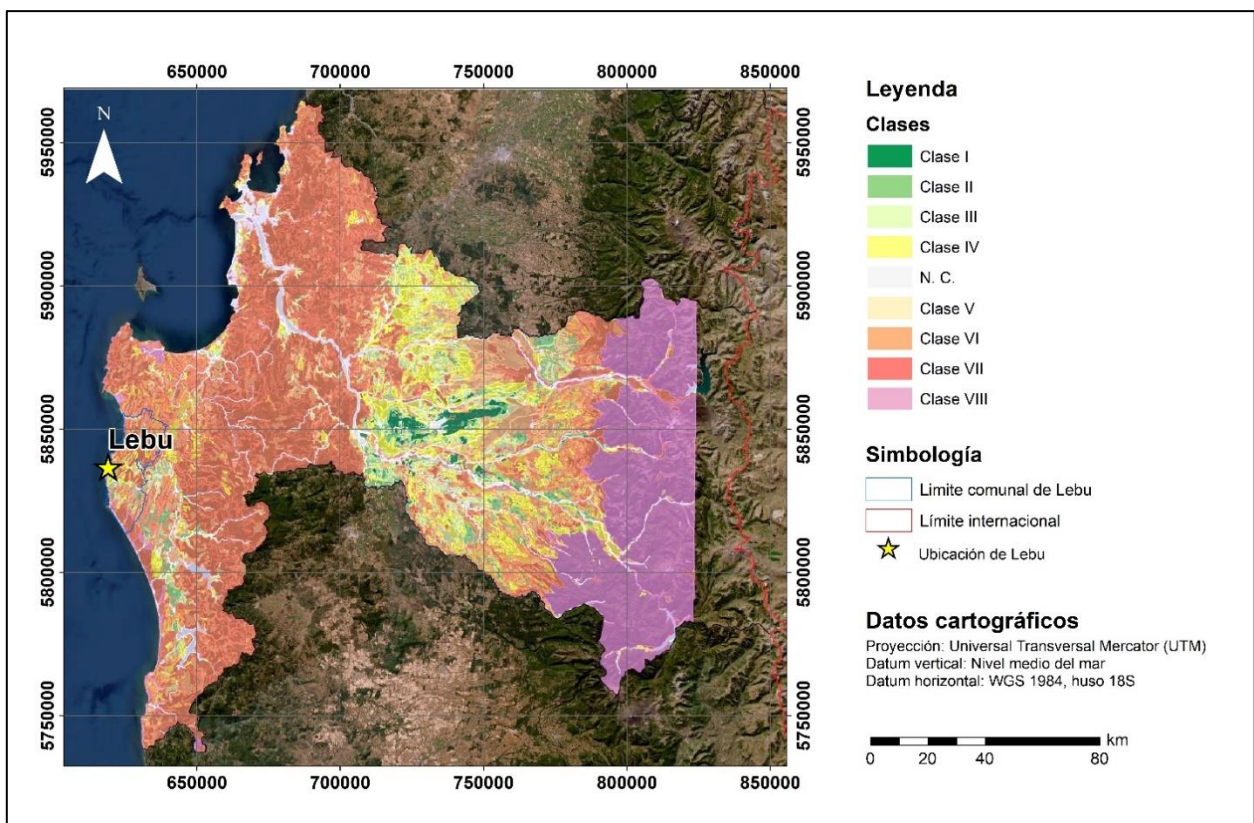 650000 700000 750000 800000 850000
5950000 5950000
N
5900000 5900000
5850000 5850000
Lebu
5800000 5800000
5750000 5750000
650000 700000 750000 800000 850000
Leyenda
Clases
Clase I
Clase II
Clase III
Clase IV
N. C.
Clase V
Clase VI
Clase VII
Clase VIII
Simbología
Limite comunal de Lebu
Límite internacional
Ubicación de Lebu
Datos cartográficos
Proyección: Universal Transversal Mercator (UTM)
Datum vertical: Nivel medio del mar
Datum horizontal: WGS 1984, huso 18S
km
0 20 40 80